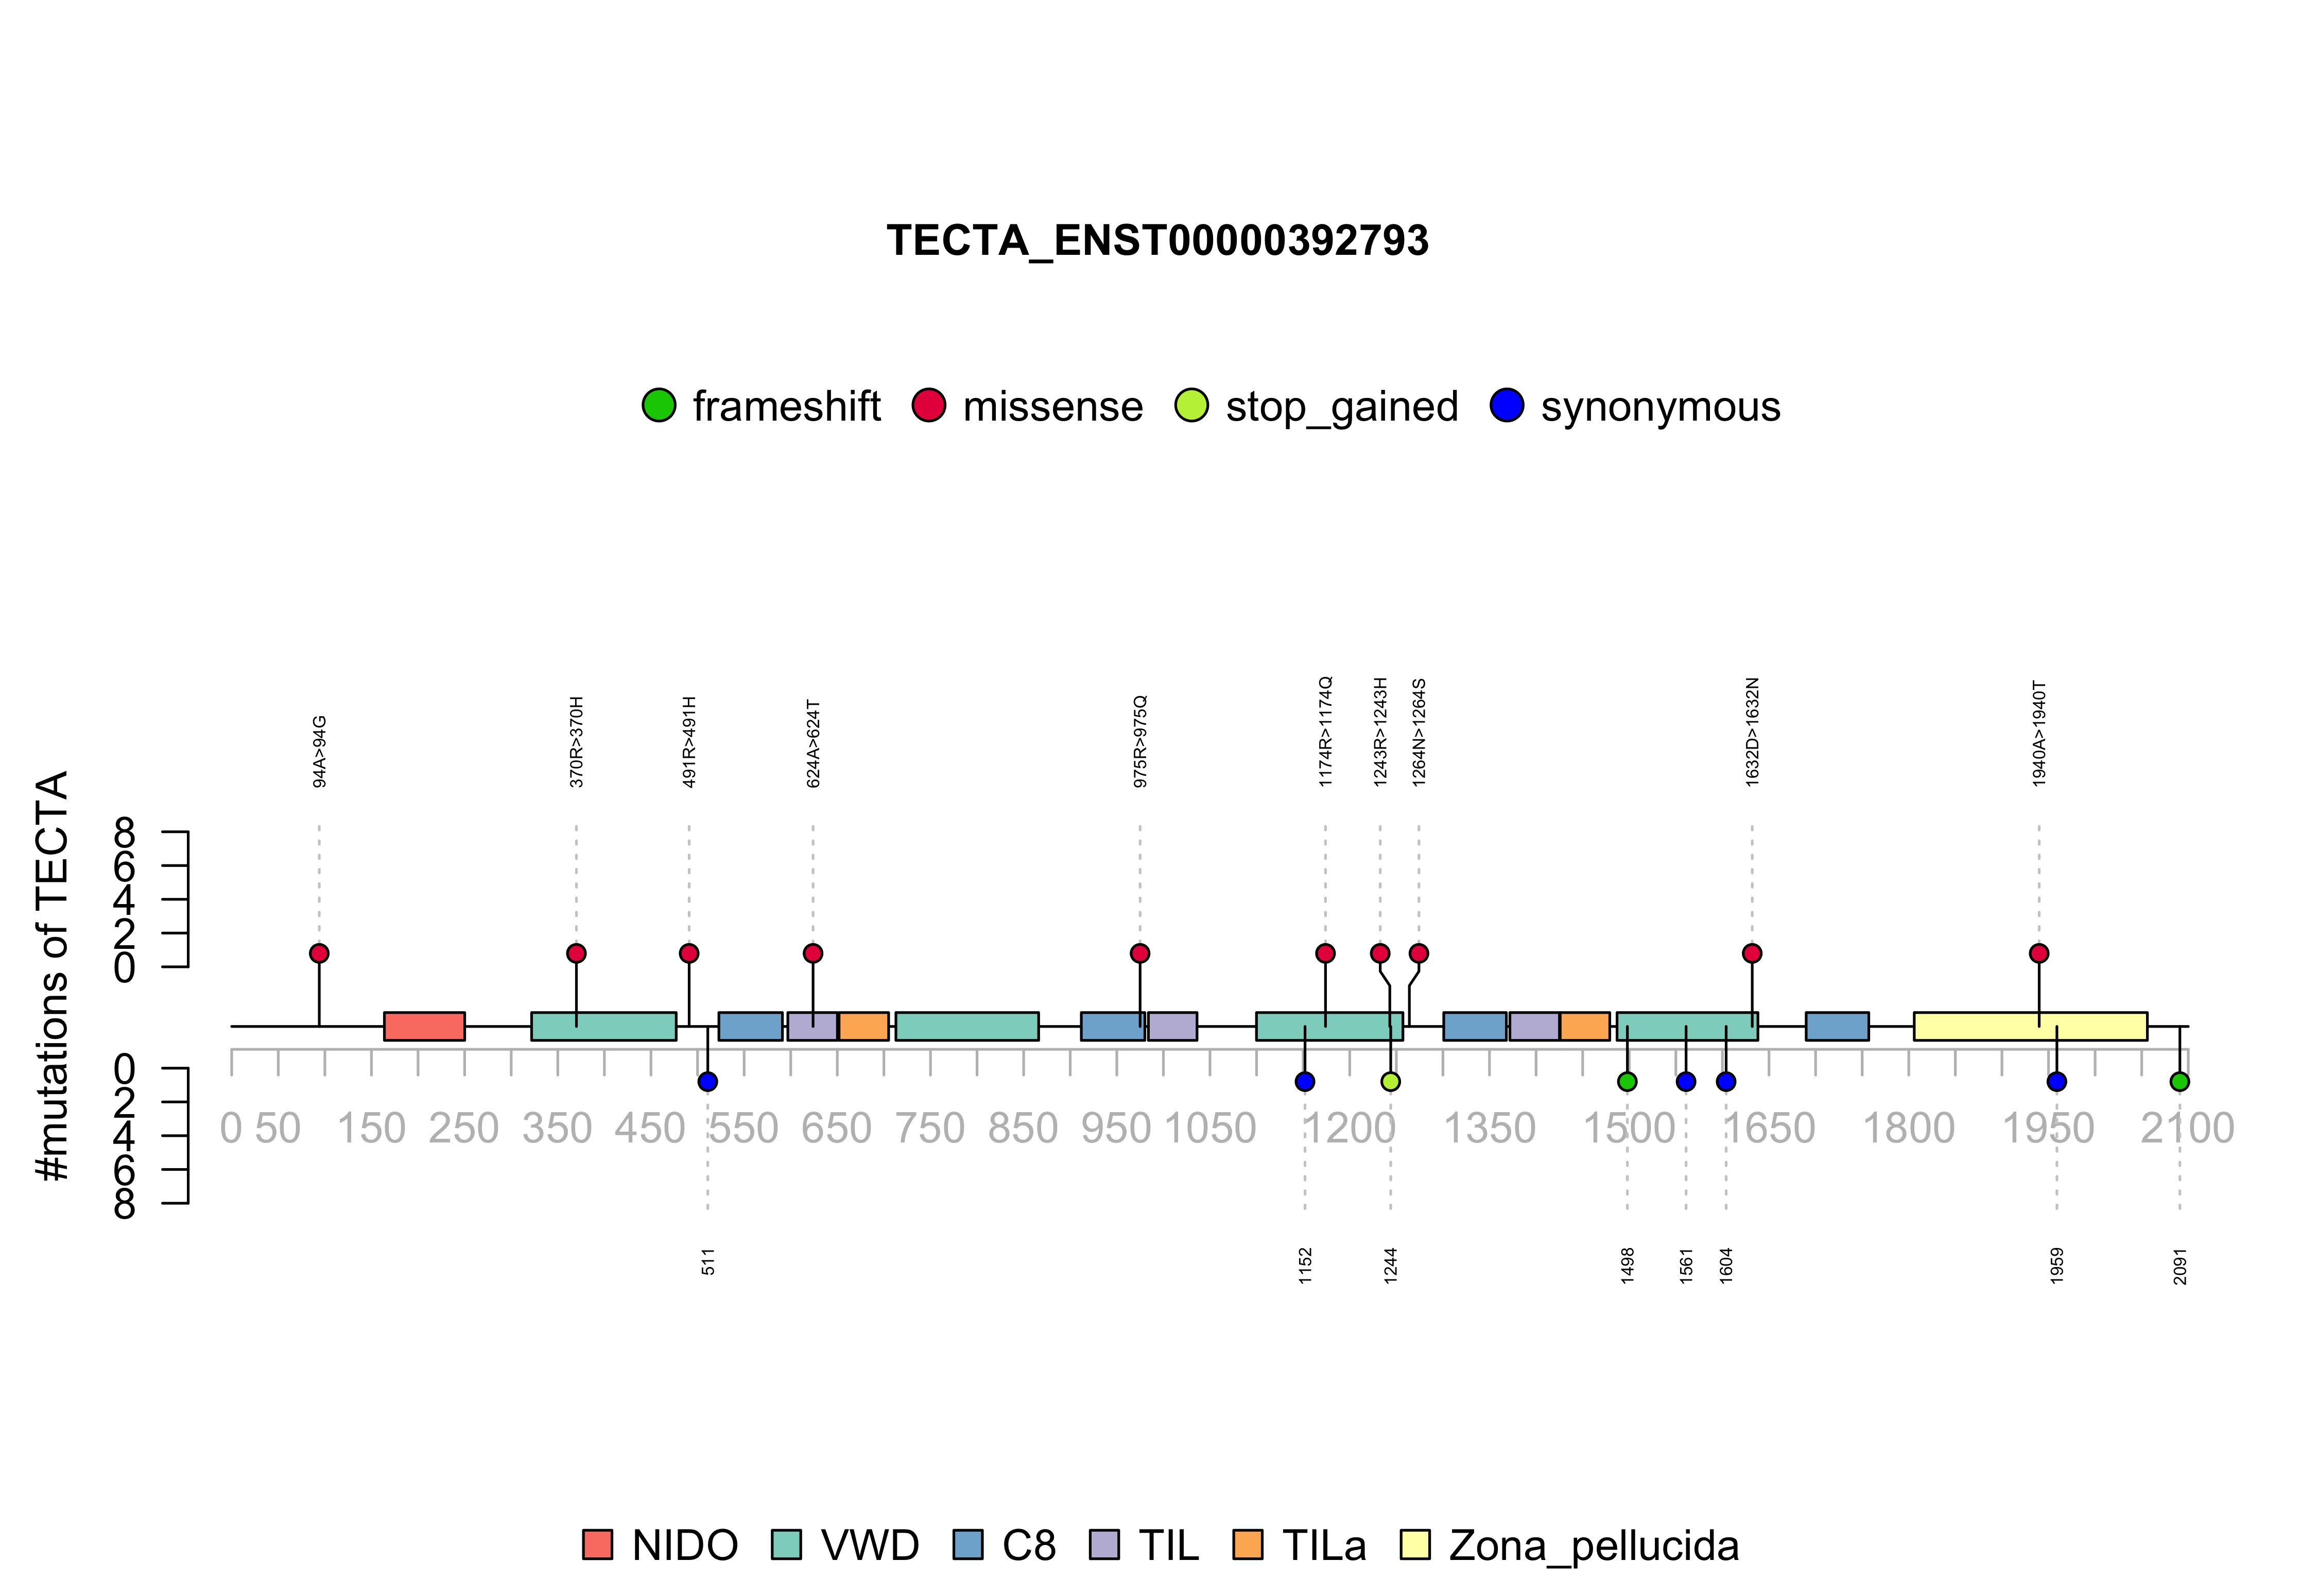 TECTA_ENST00000392793
frameshift missense stop_gained synonymous
94A>94G 370R>370H 491R>491H 624A>624T 975R>975Q 1174R>1174Q 1243R>1243H 1264N>1264S 1632D>1632N 1940A>1940T
#mutations of TECTA
8
6
4
2
0
0
2
4
6
8
0 50 150 250 350 450 550 650 750 850 950 1050 1200 1350 1500 1650 1800 1950 2100
511 1152 1244 1498 1561 1604 1959 2091
NIDO VWD C8 TIL TILa Zona_pellucida